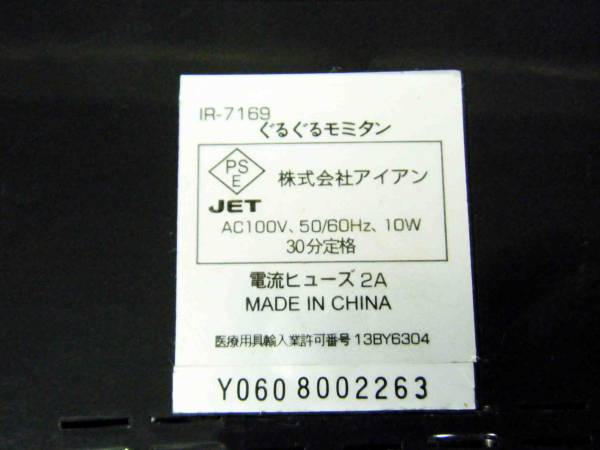 IR-7169
ぐるぐるモミタン
PS
E
JET
株式会社アイアン
AC100V、50/60Hz、10W
30分定格
電流ヒューズ 2A
MADE IN CHINA
医療用具輸入業許可番号 13BY6304
Y060 8002263